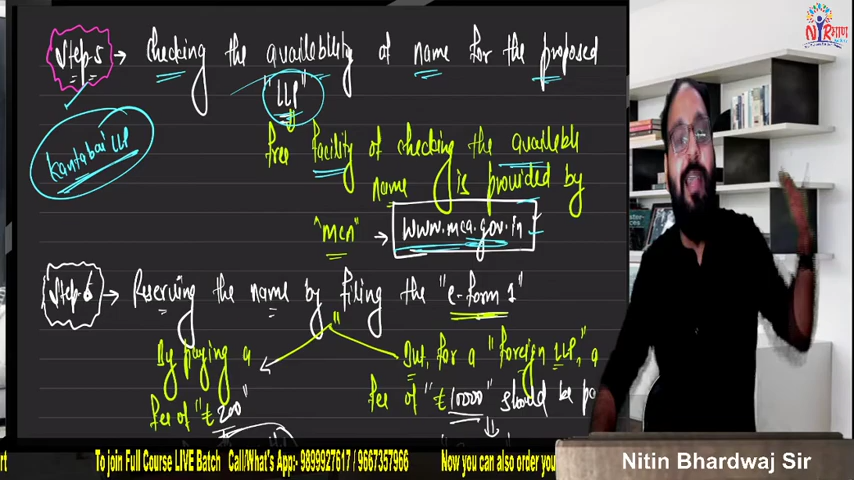 Step-5 → checking the availebility of name for the proposed
"LLP"
Kantabai LLP
free facility of checking the availeble
name is provided by
"MCA" → www.mca.gov.in
Step-6 → Reserving the name by filing the "e-form 1"
By paying a
fee of "₹ 200"
But, for a "foreign LLP", a
fee of "₹ 10000" should be
To join Full Course LIVE Batch Call/What's App:- 9899927617 / 9667357966 Now you can also order you
Nitin Bhardwaj Sir